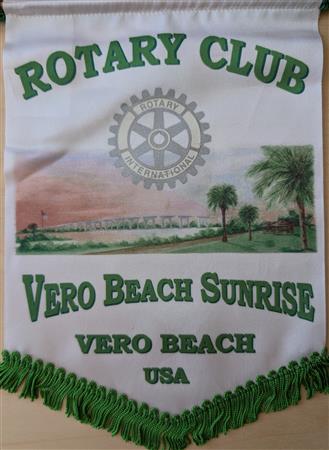 ROTARY CLUB
ROTARY
INTERNATIONAL
VERO BEACH SUNRISE
VERO BEACH
USA